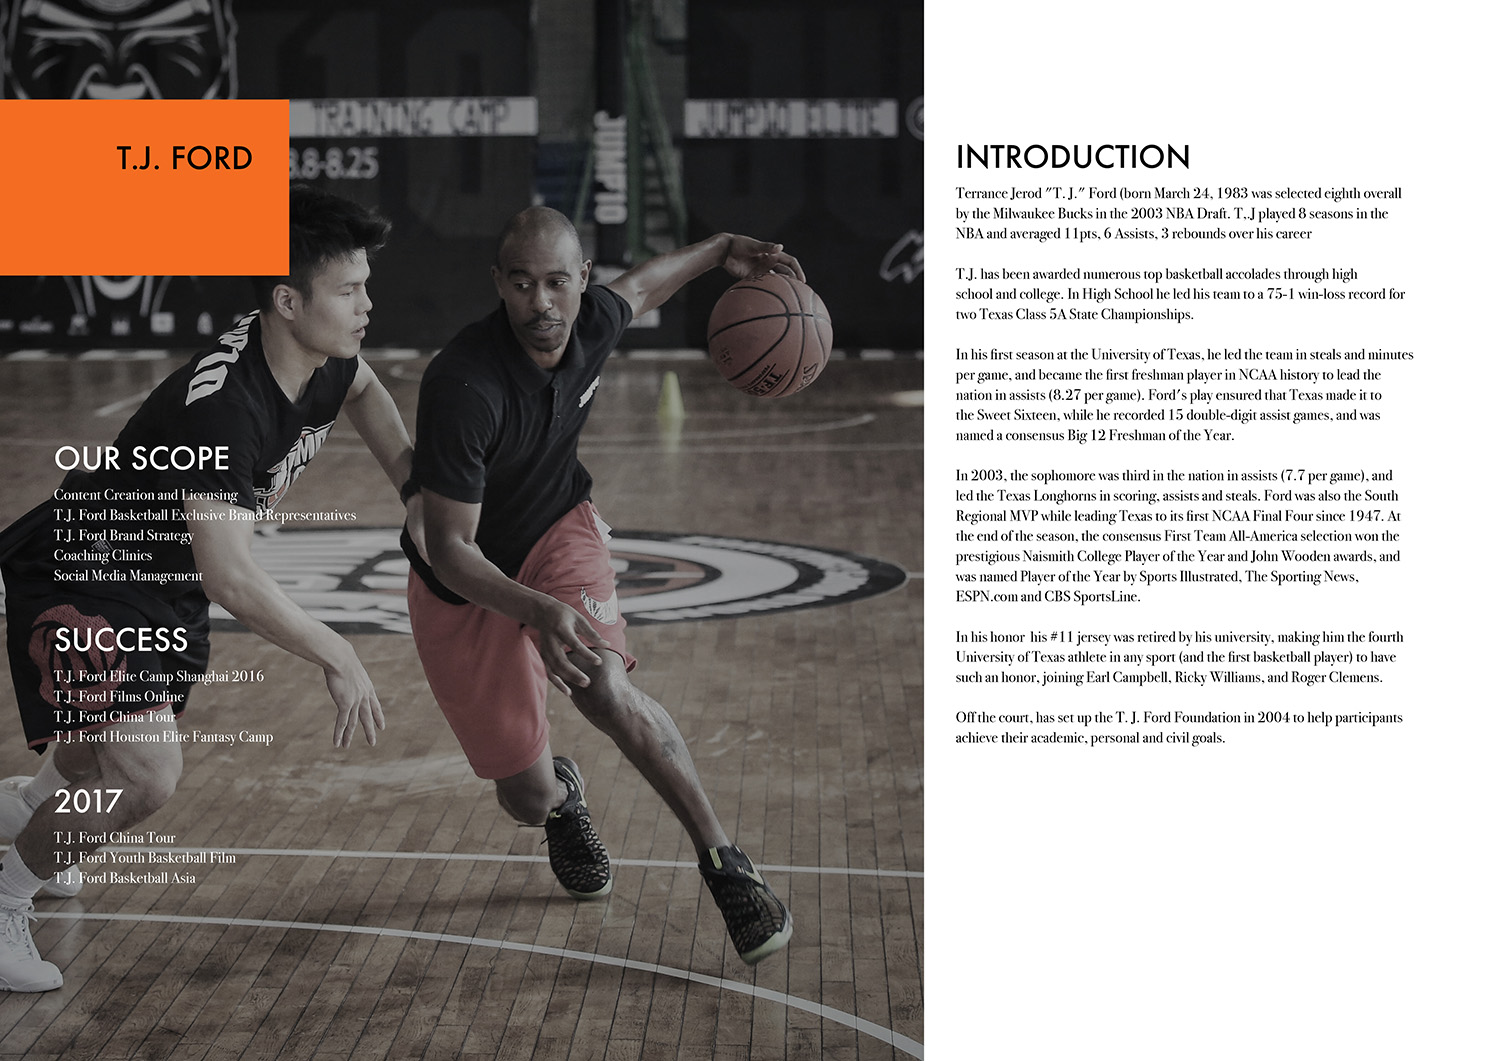 TRAINING CAMP
JUMP10 ELITE
8.8-8.25
JUMP10
T.J. FORD
OUR SCOPE
Content Creation and Licensing
T.J. Ford Basketball Exclusive Brand Representatives
T.J. Ford Brand Strategy
Coaching Clinics
Social Media Management
SUCCESS
T.J. Ford Elite Camp Shanghai 2016
T.J. Ford Films Online
T.J. Ford China Tour
T.J. Ford Houston Elite Fantasy Camp
2017
T.J. Ford China Tour
T.J. Ford Youth Basketball Film
T.J. Ford Basketball Asia
INTRODUCTION
Terrance Jerod "T. J." Ford (born March 24, 1983 was selected eighth overall
by the Milwaukee Bucks in the 2003 NBA Draft. T,.J played 8 seasons in the
NBA and averaged 11pts, 6 Assists, 3 rebounds over his career
T.J. has been awarded numerous top basketball accolades through high
school and college. In High School he led his team to a 75-1 win-loss record for
two Texas Class 5A State Championships.
In his first season at the University of Texas, he led the team in steals and minutes
per game, and became the first freshman player in NCAA history to lead the
nation in assists (8.27 per game). Ford's play ensured that Texas made it to
the Sweet Sixteen, while he recorded 15 double-digit assist games, and was
named a consensus Big 12 Freshman of the Year.
In 2003, the sophomore was third in the nation in assists (7.7 per game), and
led the Texas Longhorns in scoring, assists and steals. Ford was also the South
Regional MVP while leading Texas to its first NCAA Final Four since 1947. At
the end of the season, the consensus First Team All-America selection won the
prestigious Naismith College Player of the Year and John Wooden awards, and
was named Player of the Year by Sports Illustrated, The Sporting News,
ESPN.com and CBS SportsLine.
In his honor his #11 jersey was retired by his university, making him the fourth
University of Texas athlete in any sport (and the first basketball player) to have
such an honor, joining Earl Campbell, Ricky Williams, and Roger Clemens.
Off the court, has set up the T. J. Ford Foundation in 2004 to help participants
achieve their academic, personal and civil goals.